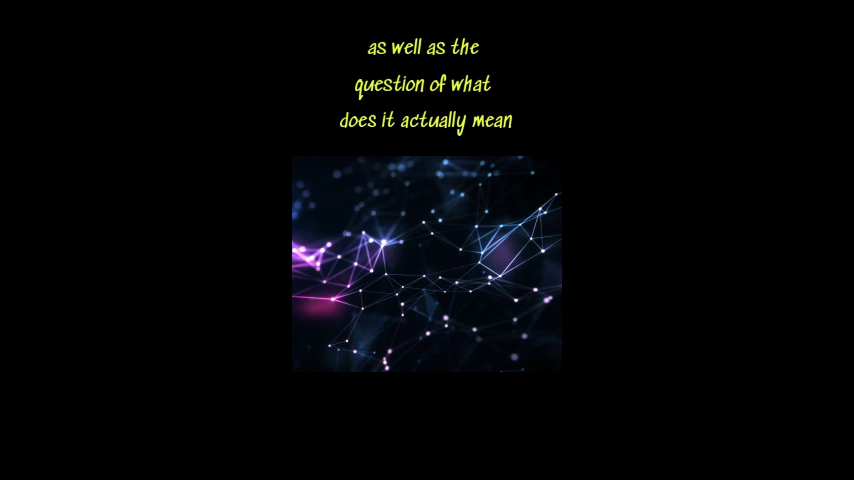 as well as the
question of what
does it actually mean